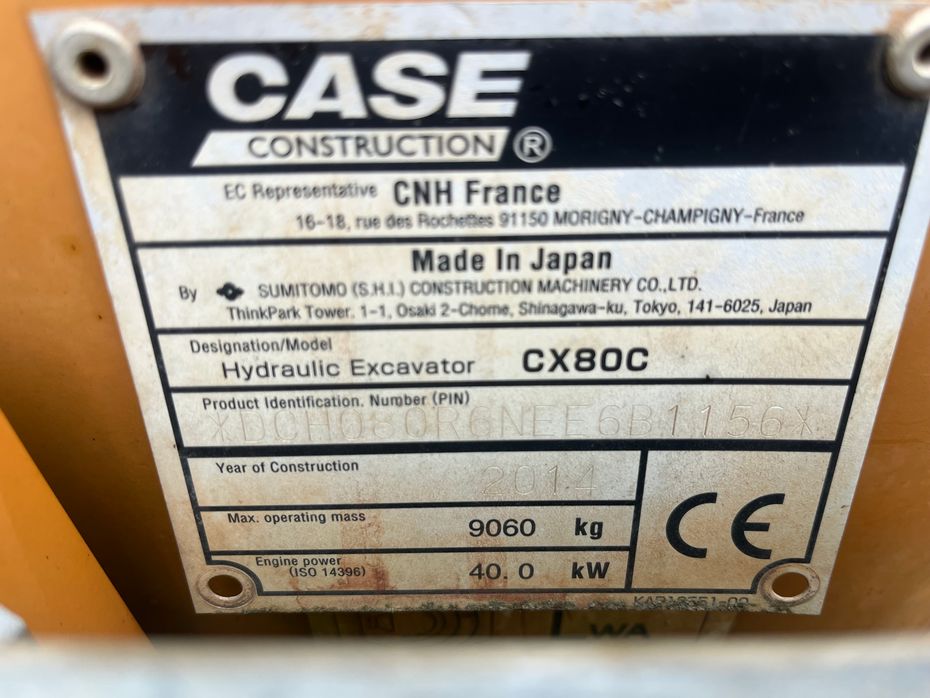 CASE
CONSTRUCTION ®
EC Representative CNH France
16-18, rue des Rochettes 91150 MORIGNY-CHAMPIGNY-France
Made In Japan
By SUMITOMO (S.H.I.) CONSTRUCTION MACHINERY CO.,LTD.
ThinkPark Tower. 1-1, Osaki 2-Chome, Shinagawa-ku, Tokyo, 141-6025, Japan
Designation/Model
Hydraulic Excavator CX80C
Product Identification. Number (PIN)
*DCH080R6NEE6B1156*
Year of Construction 2014
Max. operating mass 9060 kg
Engine power
(ISO 14396) 40.0 kW
CE
WA